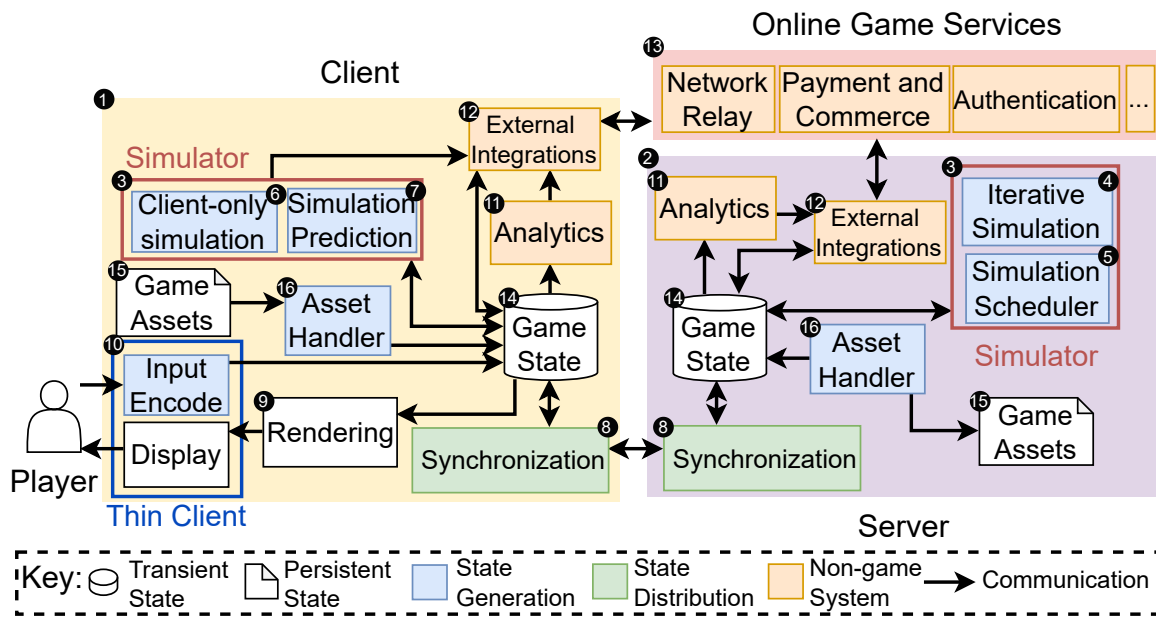 Online Game Services
Client
13
Network
Relay
Payment and
Commerce
Authentication
...
1
12
External
Integrations
Simulator
3
6
Client-only
simulation
7
Simulation
Prediction
11
Analytics
15
Game
Assets
16
Asset
Handler
14
Game
State
10
Input
Encode
9
Rendering
Display
8
Synchronization
Player
Thin Client
2
11
Analytics
12
External
Integrations
3
4
Iterative
Simulation
5
Simulation
Scheduler
Simulator
14
Game
State
16
Asset
Handler
15
Game
Assets
8
Synchronization
Server
Key:
Transient
State
Persistent
State
State
Generation
State
Distribution
Non-game
System
Communication